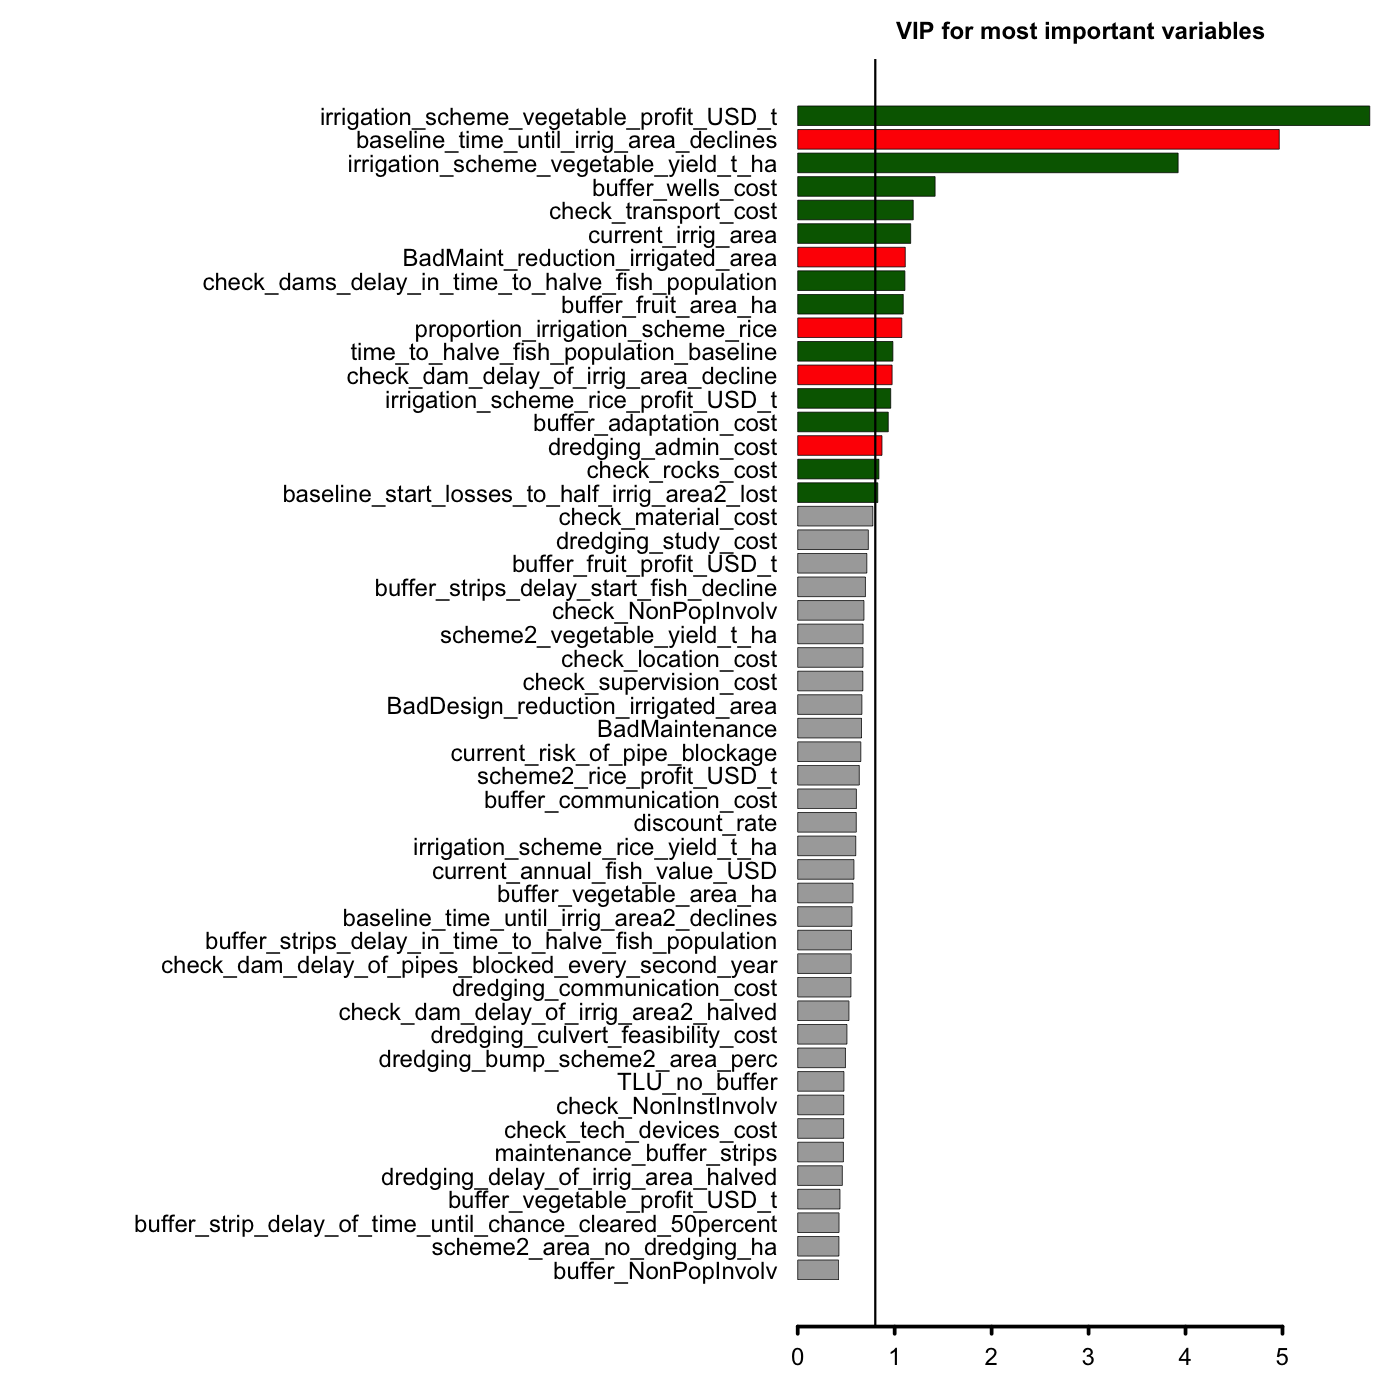 VIP for most important variables
irrigation_scheme_vegetable_profit_USD_t
baseline_time_until_irrig_area_declines
irrigation_scheme_vegetable_yield_t_ha
buffer_wells_cost
check_transport_cost
current_irrig_area
BadMaint_reduction_irrigated_area
check_dams_delay_in_time_to_halve_fish_population
buffer_fruit_area_ha
proportion_irrigation_scheme_rice
time_to_halve_fish_population_baseline
check_dam_delay_of_irrig_area_decline
irrigation_scheme_rice_profit_USD_t
buffer_adaptation_cost
dredging_admin_cost
check_rocks_cost
baseline_start_losses_to_half_irrig_area2_lost
check_material_cost
dredging_study_cost
buffer_fruit_profit_USD_t
buffer_strips_delay_start_fish_decline
check_NonPopInvolv
scheme2_vegetable_yield_t_ha
check_location_cost
check_supervision_cost
BadDesign_reduction_irrigated_area
BadMaintenance
current_risk_of_pipe_blockage
scheme2_rice_profit_USD_t
buffer_communication_cost
discount_rate
irrigation_scheme_rice_yield_t_ha
current_annual_fish_value_USD
buffer_vegetable_area_ha
baseline_time_until_irrig_area2_declines
buffer_strips_delay_in_time_to_halve_fish_population
check_dam_delay_of_pipes_blocked_every_second_year
dredging_communication_cost
check_dam_delay_of_irrig_area2_halved
dredging_culvert_feasibility_cost
dredging_bump_scheme2_area_perc
TLU_no_buffer
check_NonInstInvolv
check_tech_devices_cost
maintenance_buffer_strips
dredging_delay_of_irrig_area_halved
buffer_vegetable_profit_USD_t
buffer_strip_delay_of_time_until_chance_cleared_50percent
scheme2_area_no_dredging_ha
buffer_NonPopInvolv
0 1 2 3 4 5